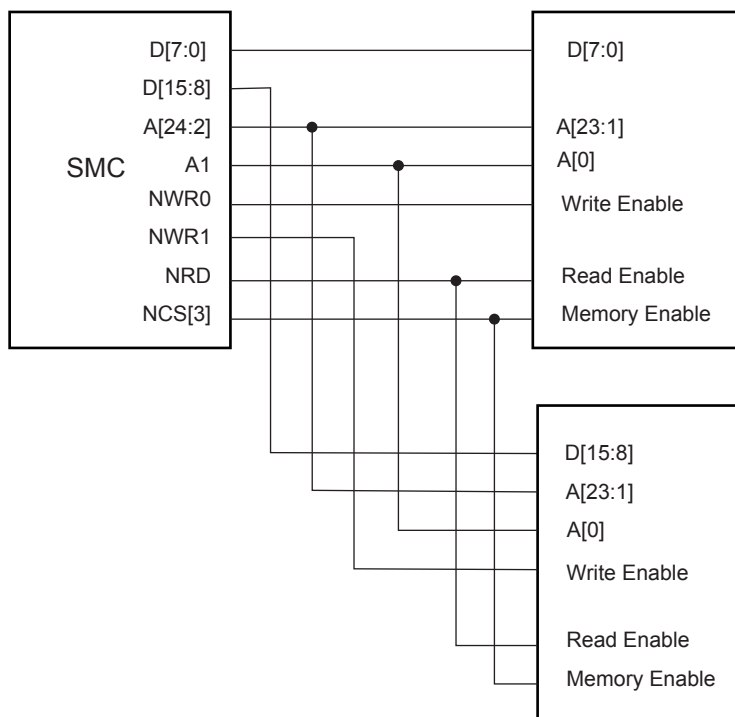 D[7:0]
D[15:8]
A[24:2]
SMC
A1
NWR0
NWR1
NRD
NCS[3]
D[7:0]
A[23:1]
A[0]
Write Enable
Read Enable
Memory Enable
D[15:8]
A[23:1]
A[0]
Write Enable
Read Enable
Memory Enable